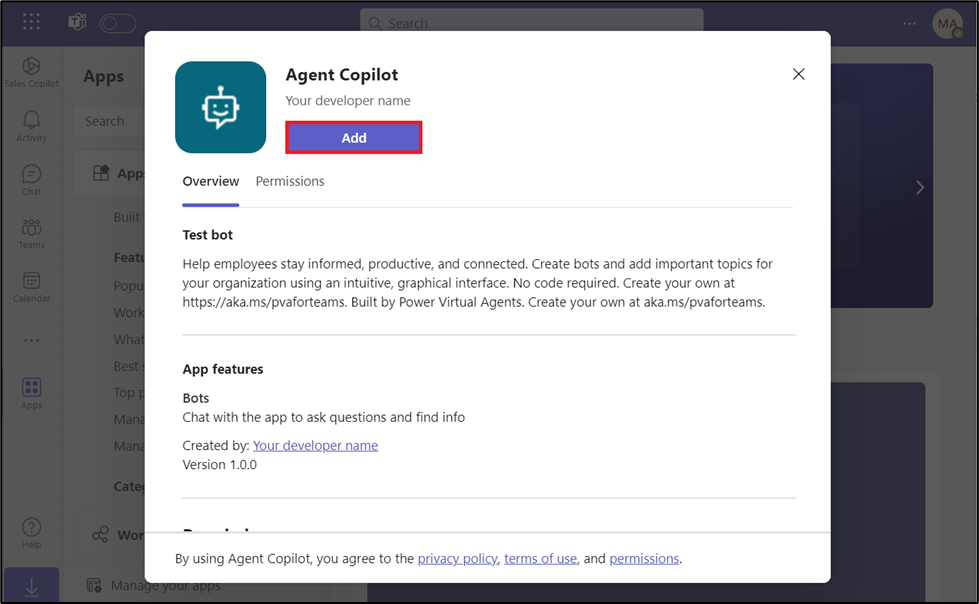 Search
MA
Sales Copilot
Activity
Chat
Teams
Calendar
Apps
Help
Apps
Search
Apps
Built
Featu
Popu
Work
What
Best s
Top p
Mana
Mana
Categ
Wor
Manage your apps
Agent Copilot
Your developer name
Add
Overview Permissions
Test bot
Help employees stay informed, productive, and connected. Create bots and add important topics for
your organization using an intuitive, graphical interface. No code required. Create your own at
https://aka.ms/pvaforteams. Built by Power Virtual Agents. Create your own at aka.ms/pvaforteams.
App features
Bots
Chat with the app to ask questions and find info
Created by: Your developer name
Version 1.0.0
By using Agent Copilot, you agree to the privacy policy, terms of use, and permissions.